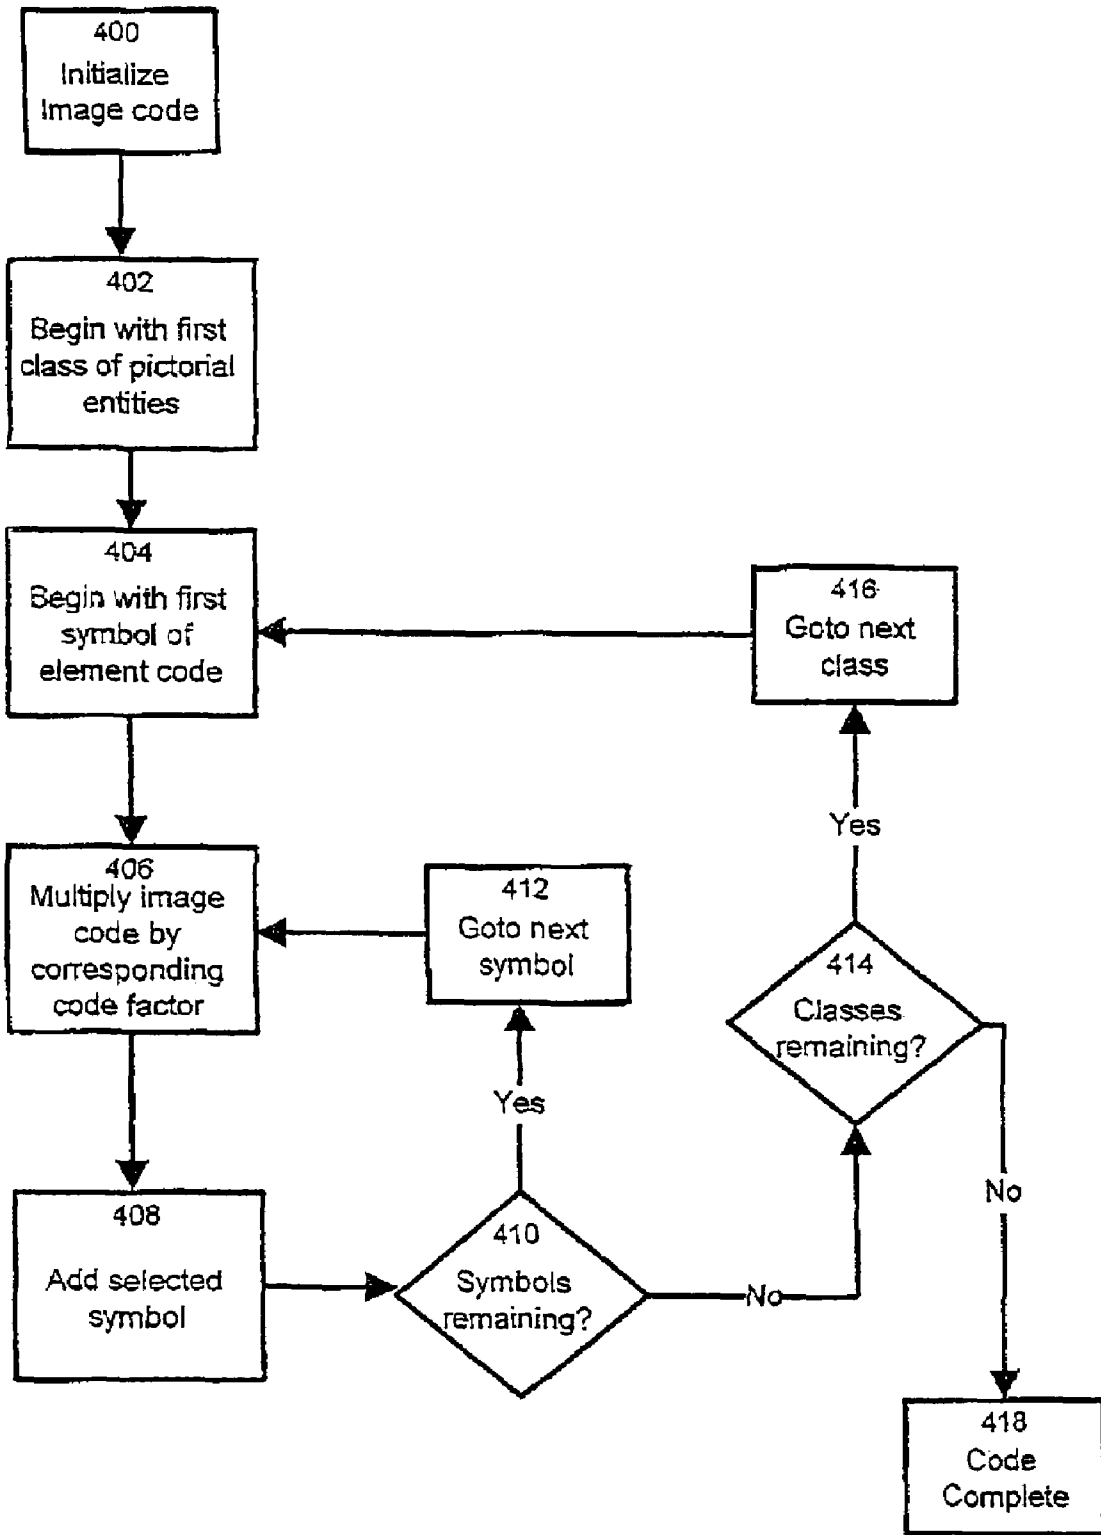 400
Initialize
Image code
402
Begin with first
class of pictorial
entities
404
Begin with first
symbol of
element code
416
Goto next
class
Yes
406
Multiply image
code by
corresponding
code factor
412
Goto next
symbol
414
Classes
remaining?
Yes
No
408
Add selected
symbol
410
Symbols
remaining?
No
418
Code
Complete